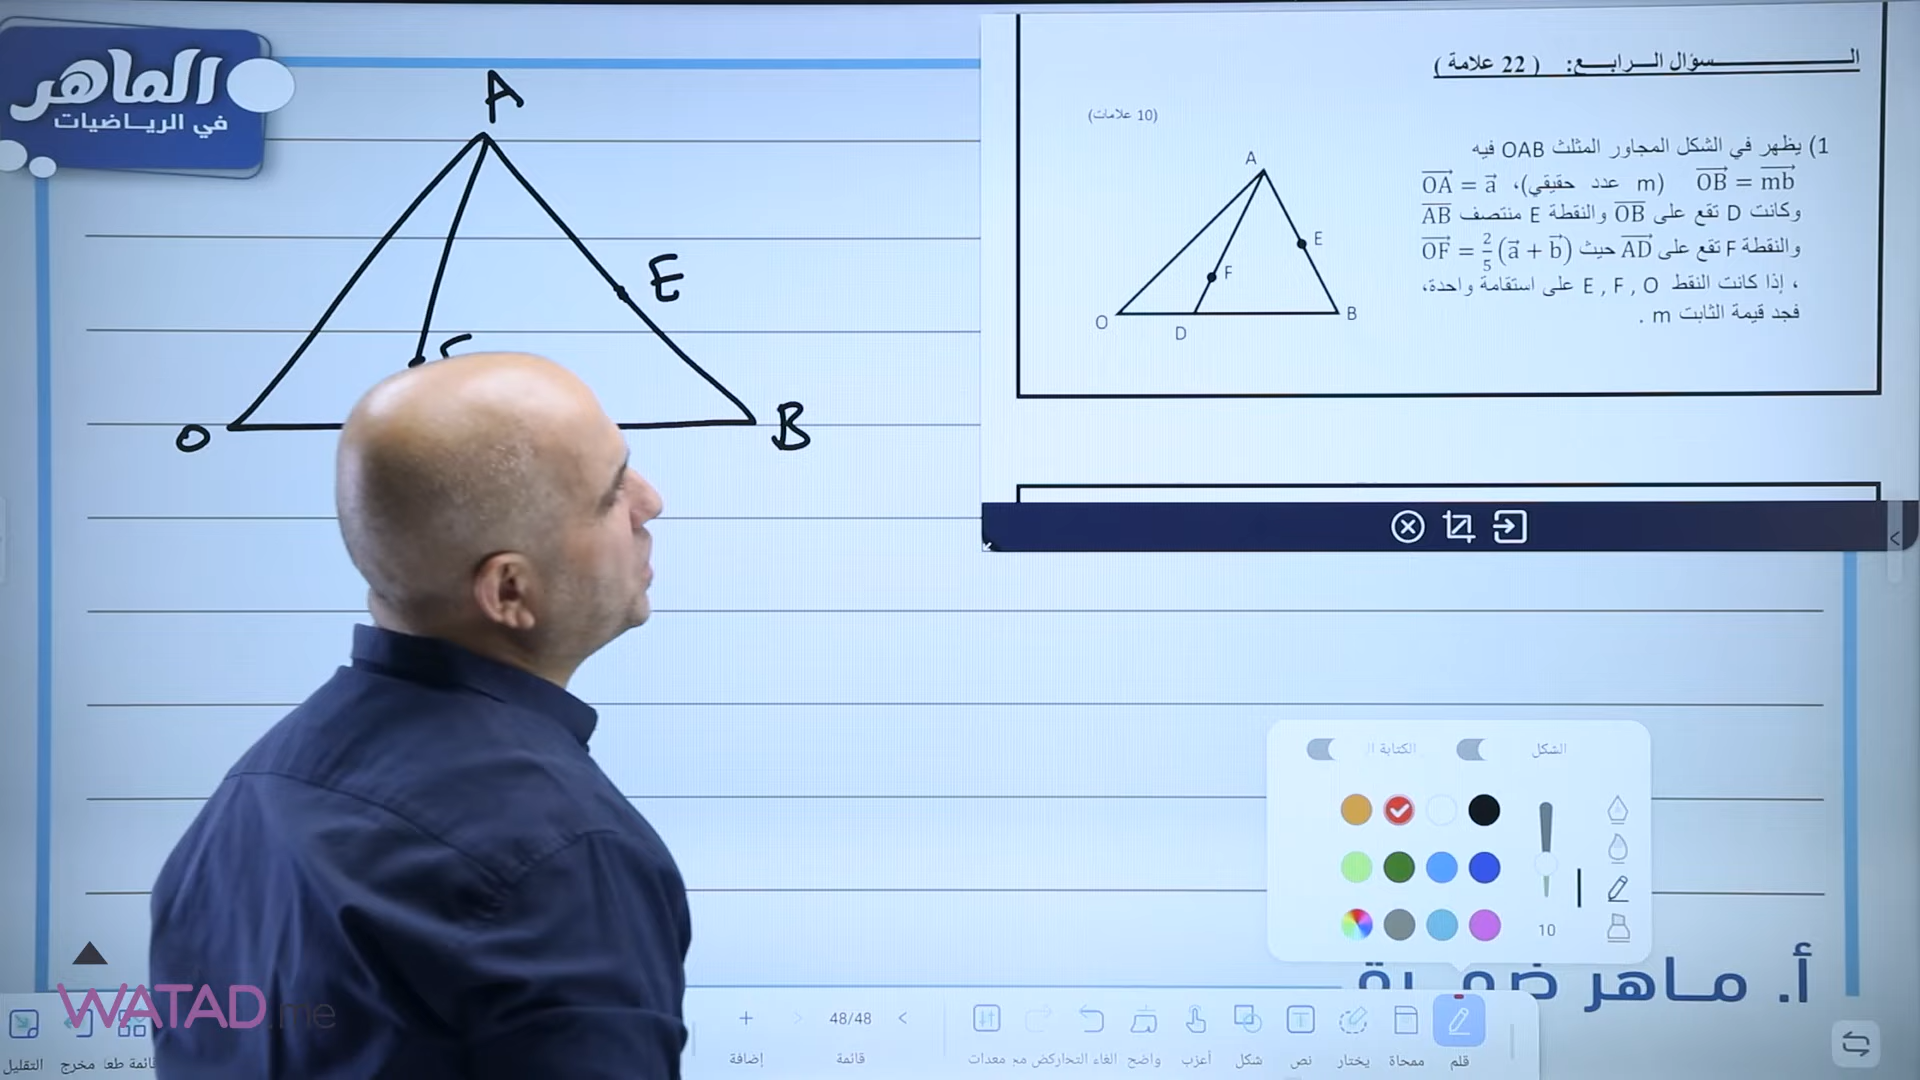 الماهر
في الرياضيات
A
E
O
B
الـــسؤال الـــرابـــع: ( 22 علامة )
(10 علامات)
1) يظهر في الشكل المجاور المثلث OAB فيه
OA = a ،(m عدد حقيقي) OB = mb
وكانت D تقع على OB والنقطة E منتصف AB
والنقطة F تقع على AD حيث OF = 2/5 (a + b)
، إذا كانت النقط E , F , O على استقامة واحدة،
فجد قيمة الثابت m .
A
E
F
O
D
B
الشكل
10
أ. ماهر
WATAD.me
التقليل
مخرج
إضافة
48/48
قائمة
معدات
واضح
أعزب
شكل
نص
يختار
ممحاة
قلم